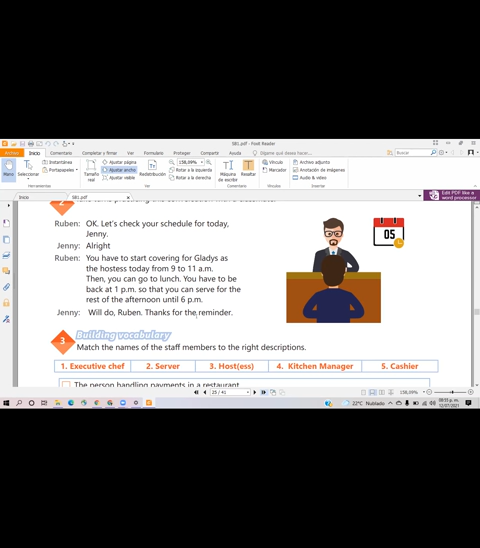 SB1.pdf - Foxit Reader
Archivo Inicio Comentario Completar y firmar Ver Formulario Proteger Compartir Ayuda Dígame qué desea hacer... Buscar
Mano Seleccionar Instantáneas Portapapeles Tamaño real Ajustar página Ajustar ancho Ajustar visible Redistribución 158,09% Rotar a la izquierda Rotar a la derecha Máquina de escribir Resaltar Vínculo Marcador Archivo adjunto Anotación de imágenes Audio & vídeo
Herramientas Ver Comentario Vínculos Insertar
Inicio SB1.pdf Edit PDF like a word processor
2
practicing this conversation with a classmate.
Ruben: OK. Let's check your schedule for today,
Jenny.
Jenny: Alright
Ruben: You have to start covering for Gladys as
the hostess today from 9 to 11 a.m.
Then, you can go to lunch. You have to be
back at 1 p.m. so that you can serve for the
rest of the afternoon until 6 p.m.
Jenny: Will do, Ruben. Thanks for the reminder.
05
3
Building vocabulary
Match the names of the staff members to the right descriptions.
1. Executive chef 2. Server 3. Host(ess) 4. Kitchen Manager 5. Cashier
The person handling payments in a restaurant
25 / 41 158,09%
22°C Nublado 08:55 p. m.
12/07/2021